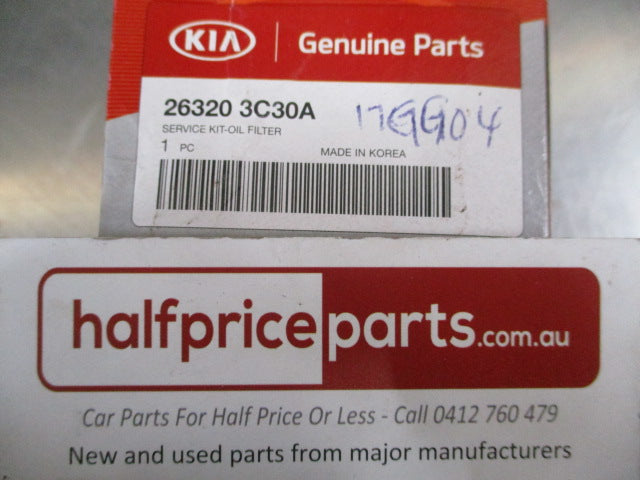 KIA Genuine Parts
26320 3C30A
17GG04
SERVICE KIT-OIL FILTER
1 PC
MADE IN KOREA
halfpriceparts.com.au
Car Parts For Half Price Or Less - Call 0412 760 479
New and used parts from major manufacturers